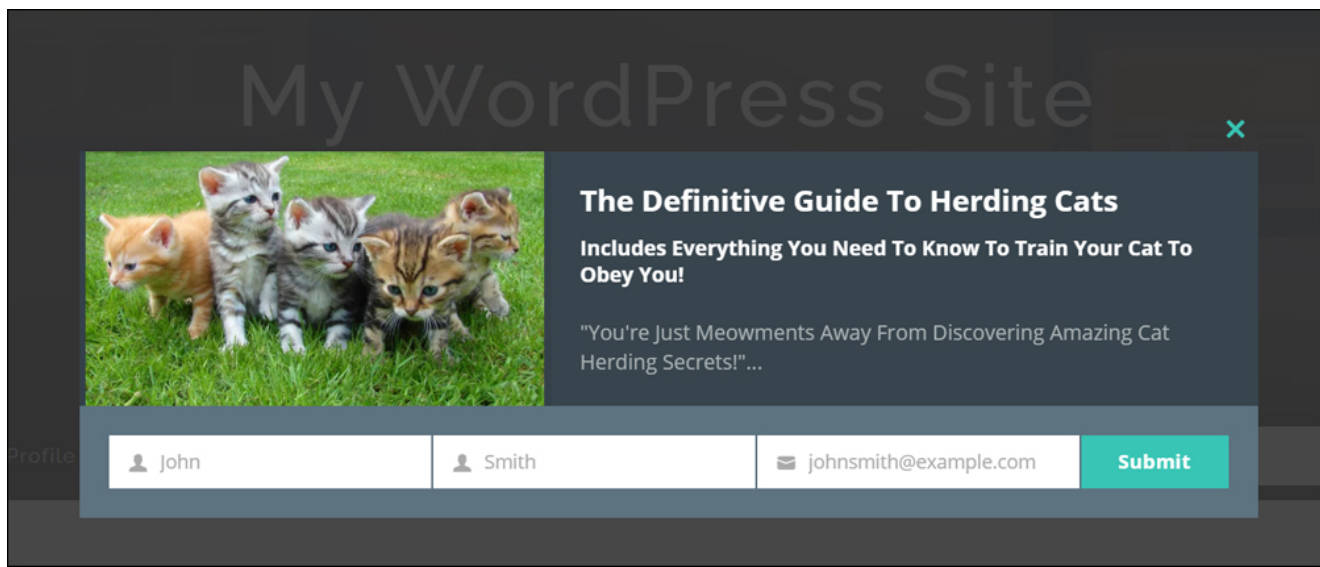 My WordPress Site
×
The Definitive Guide To Herding Cats
Includes Everything You Need To Know To Train Your Cat To
Obey You!
"You're Just Meowments Away From Discovering Amazing Cat
Herding Secrets!"...
Profile
John
Smith
johnsmith@example.com
Submit